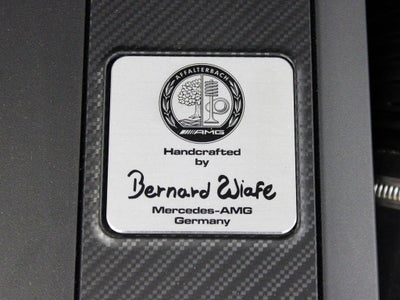 AFFALTERBACH
AMG
Handcrafted
by
Bernard Wiafe
Mercedes-AMG
Germany